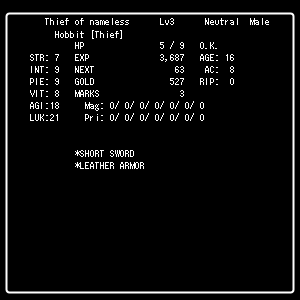 Thief of nameless Lv3 Neutral Male
Hobbit [Thief]
HP 5 / 9 O.K.
STR: 7 EXP 3,687 AGE: 16
INT: 9 NEXT 63 AC: 8
PIE: 9 GOLD 527 RIP: 0
VIT: 8 MARKS 3
AGI:18 Mag: 0/ 0/ 0/ 0/ 0/ 0/ 0
LUK:21 Pri: 0/ 0/ 0/ 0/ 0/ 0/ 0
*SHORT SWORD
*LEATHER ARMOR